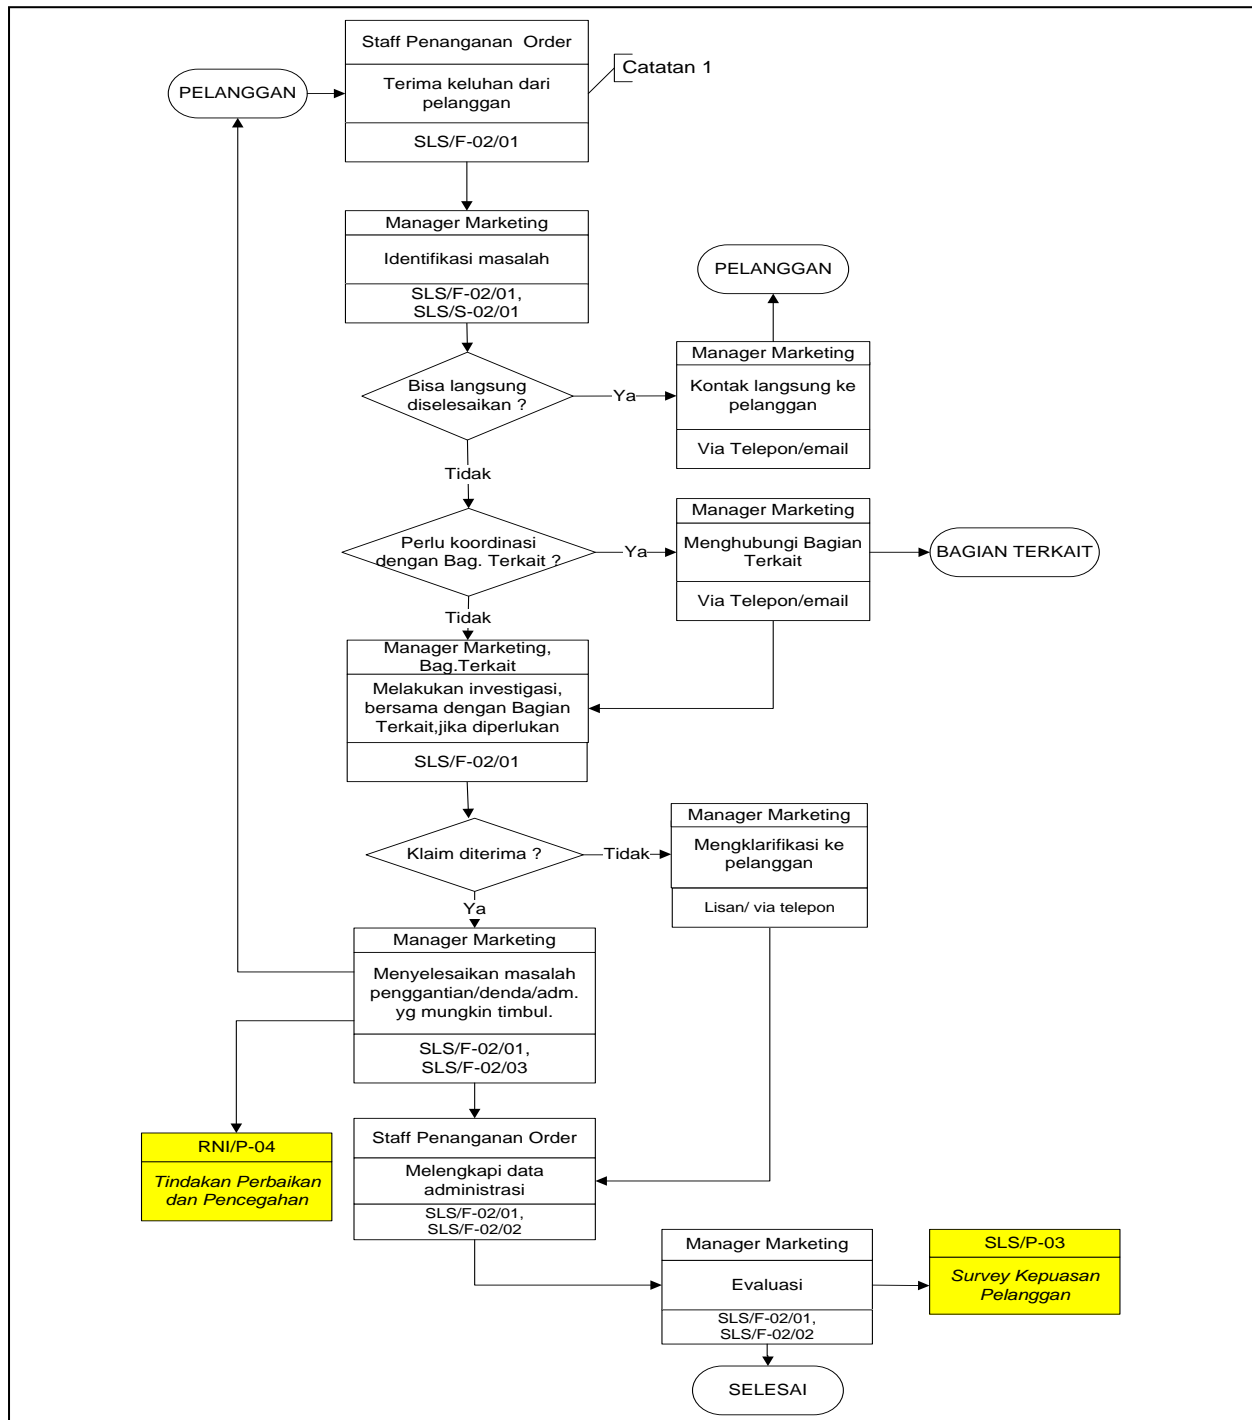 Staff Penanganan  Order
Catatan 1
PELANGGAN
Terima keluhan dari
pelanggan
SLS/F-02/01
Manager Marketing
Identifikasi masalah
SLS/F-02/01,
SLS/S-02/01
PELANGGAN
Bisa langsung
diselesaikan ?
Ya
Manager Marketing
Kontak langsung ke
pelanggan
Via Telepon/email
Tidak
Perlu koordinasi
dengan Bag. Terkait ?
Ya
Manager Marketing
Menghubungi Bagian
Terkait
Via Telepon/email
BAGIAN TERKAIT
Tidak
Manager Marketing,
Bag.Terkait
Melakukan investigasi,
bersama dengan Bagian
Terkait,jika diperlukan
SLS/F-02/01
Klaim diterima ?
Tidak
Manager Marketing
Mengklarifikasi ke
pelanggan
Lisan/ via telepon
Ya
Manager Marketing
Menyelesaikan masalah
penggantian/denda/adm.
yg mungkin timbul.
SLS/F-02/01,
SLS/F-02/03
RNI/P-04
Tindakan Perbaikan
dan Pencegahan
Staff Penanganan Order
Melengkapi data
administrasi
SLS/F-02/01,
SLS/F-02/02
Manager Marketing
Evaluasi
SLS/F-02/01,
SLS/F-02/02
SLS/P-03
Survey Kepuasan
Pelanggan
SELESAI